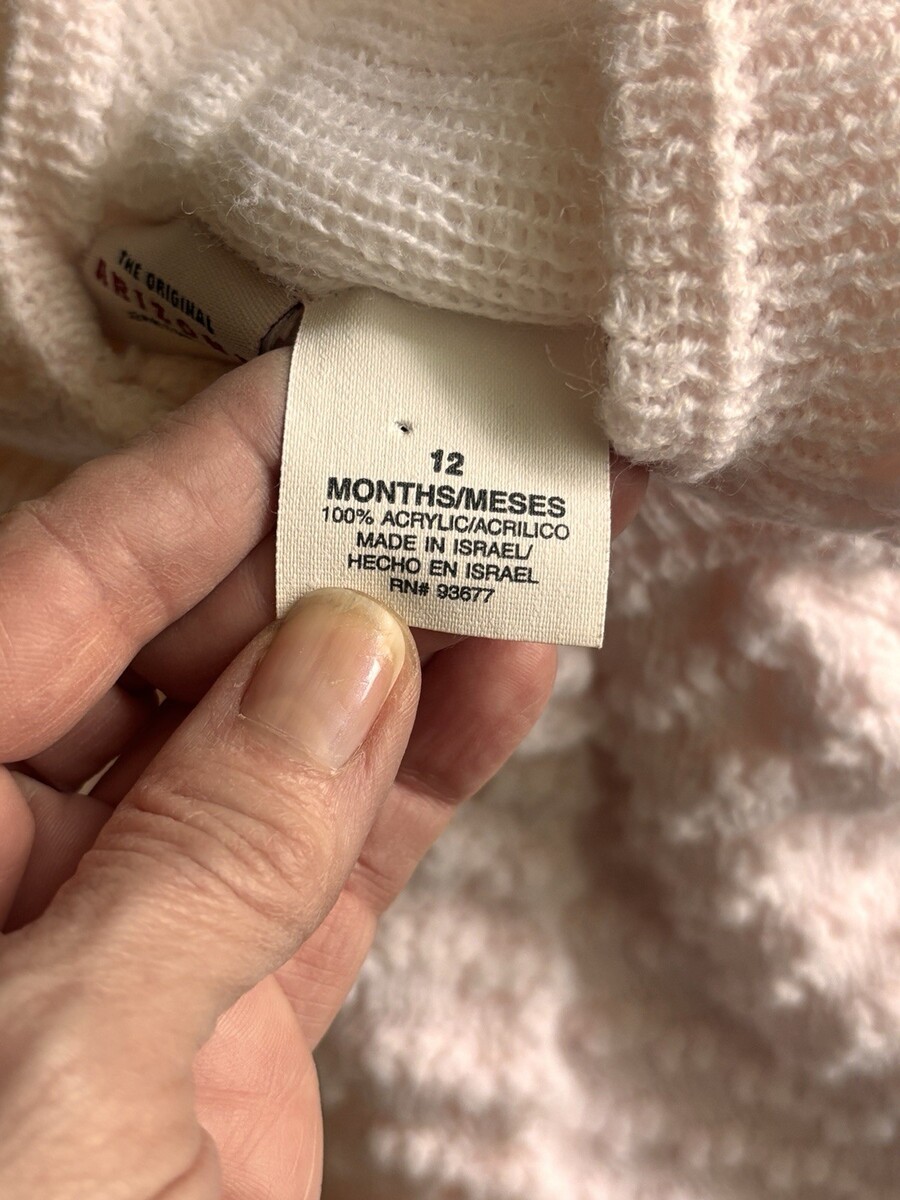 THE ORIGINAL
12
MONTHS/MESES
100% ACRYLIC/ACRILICO
MADE IN ISRAEL/
HECHO EN ISRAEL
RN# 93677